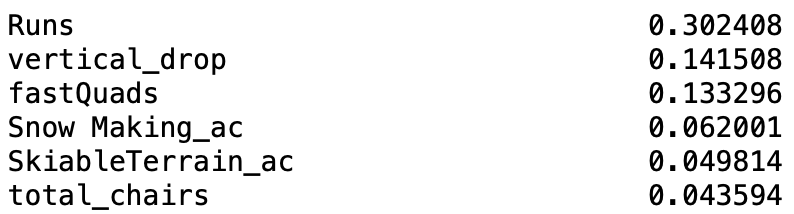 Runs 0.302408
vertical_drop 0.141508
fastQuads 0.133296
Snow Making_ac 0.062001
SkiableTerrain_ac 0.049814
total_chairs 0.043594